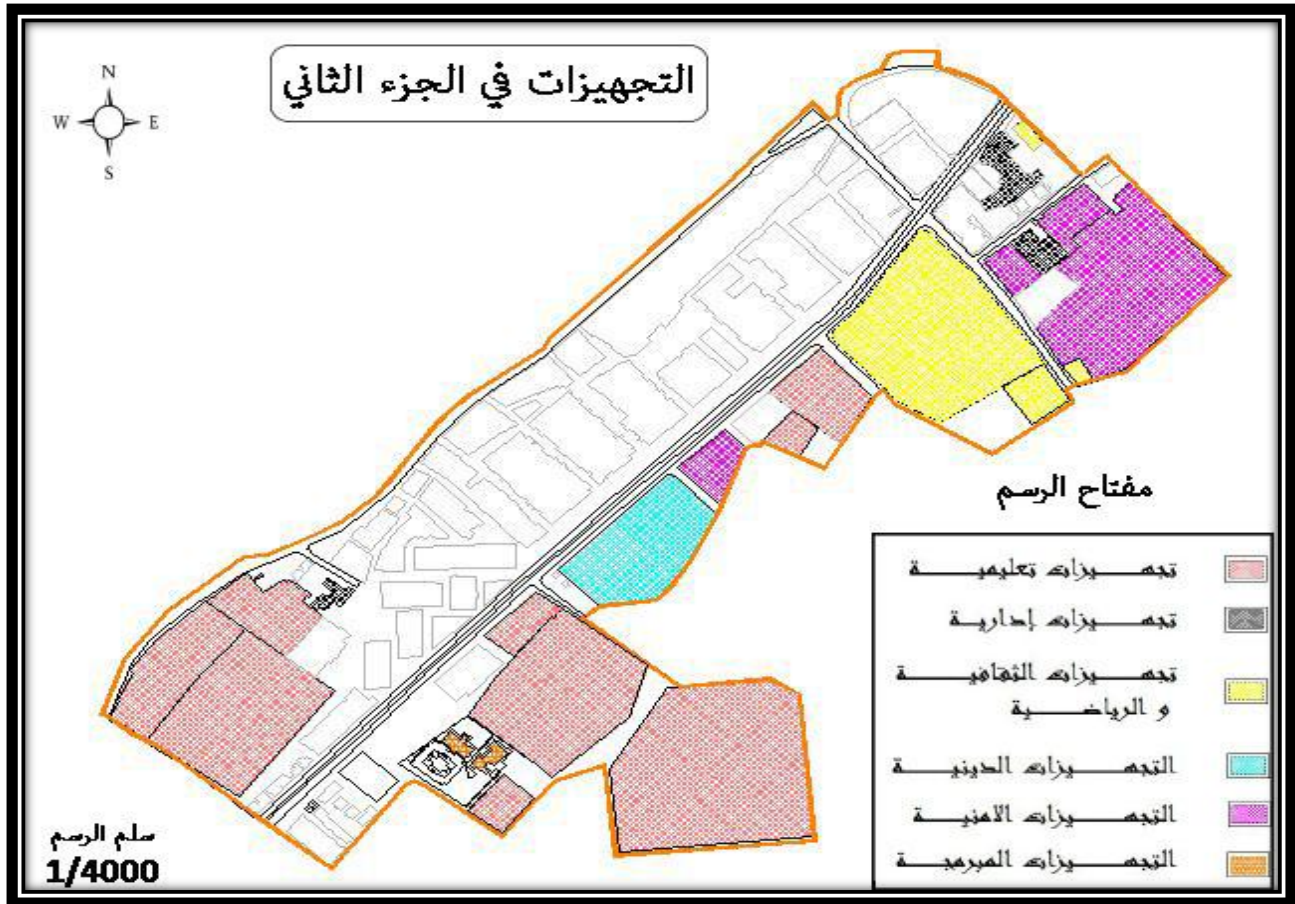 التجهيزات في الجزء الثاني
N
W E
S
مفتاح الرسم
تجهيزات تعليمية
تجهيزات إدارية
تجهيزات الثقافية
و الرياضية
التجهيزات الدينية
التجهيزات الامنية
التجهيزات المبرمجة
سلم الرسم
1/4000